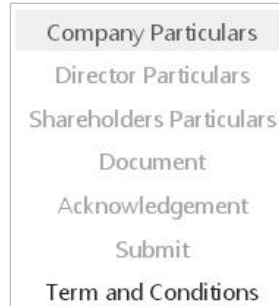 Company Particulars
Director Particulars
Shareholders Particulars
Document
Acknowledgement
Submit
Term and Conditions